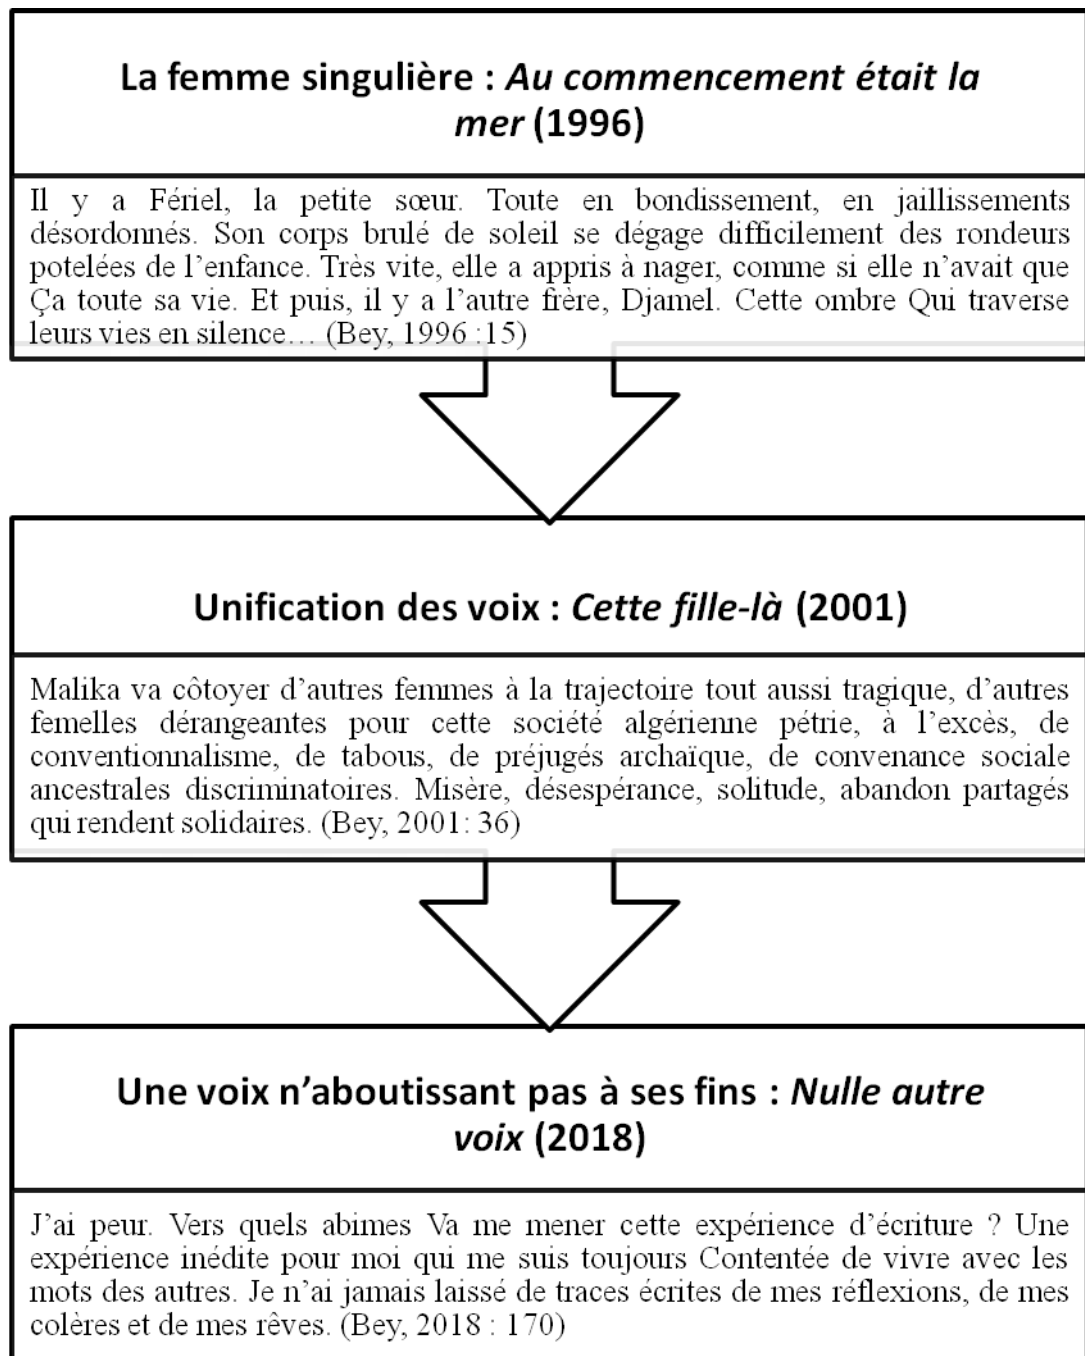 La femme singulière : Au commencement était la
mer (1996)
Il y a Fériel, la petite sœur. Toute en bondissement, en jaillissements
désordonnés. Son corps brulé de soleil se dégage difficilement des rondeurs
potelées de l’enfance. Très vite, elle a appris à nager, comme si elle n’avait que
Ça toute sa vie. Et puis, il y a l’autre frère, Djamel. Cette ombre Qui traverse
leurs vies en silence… (Bey, 1996 :15)
Unification des voix : Cette fille-là (2001)
Malika va côtoyer d’autres femmes à la trajectoire tout aussi tragique, d’autres
femelles dérangeantes pour cette société algérienne pétrie, à l’excès, de
conventionnalisme, de tabous, de préjugés archaïque, de convenance sociale
ancestrales discriminatoires. Misère, désespérance, solitude, abandon partagés
qui rendent solidaires. (Bey, 2001: 36)
Une voix n’aboutissant pas à ses fins : Nulle autre
voix (2018)
J’ai peur. Vers quels abimes Va me mener cette expérience d’écriture ? Une
expérience inédite pour moi qui me suis toujours Contentée de vivre avec les
mots des autres. Je n’ai jamais laissé de traces écrites de mes réflexions, de mes
colères et de mes rêves. (Bey, 2018 : 170)